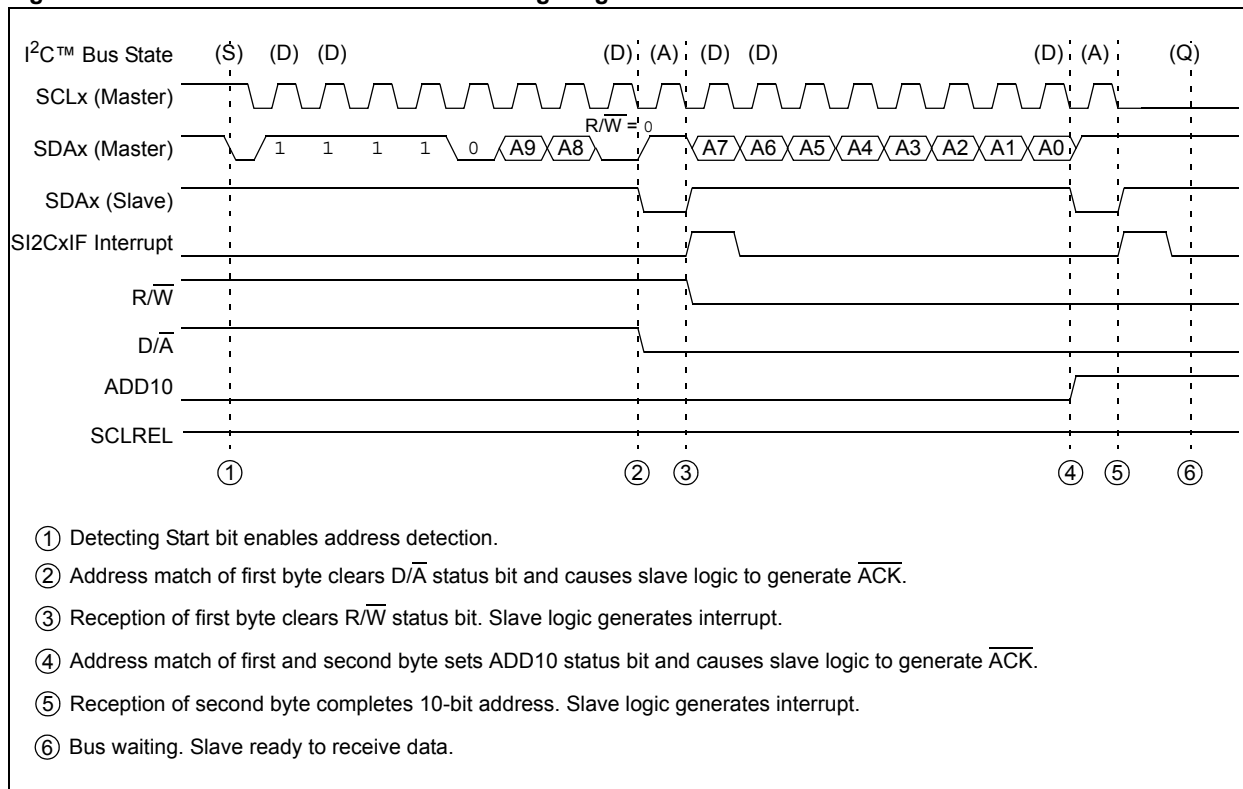 I²C™ Bus State (S) (D) (D) (D) (A) (D) (D) (D) (A) (Q)
SCLx (Master)
R/W̅ = 0
SDAx (Master) 1 1 1 1 0 A9 A8 A7 A6 A5 A4 A3 A2 A1 A0
SDAx (Slave)
SI2CxIF Interrupt
R/W̅
D/A̅
ADD10
SCLREL
① ② ③ ④ ⑤ ⑥
① Detecting Start bit enables address detection.
② Address match of first byte clears D/A̅ status bit and causes slave logic to generate A̅C̅K̅.
③ Reception of first byte clears R/W̅ status bit. Slave logic generates interrupt.
④ Address match of first and second byte sets ADD10 status bit and causes slave logic to generate A̅C̅K̅.
⑤ Reception of second byte completes 10-bit address. Slave logic generates interrupt.
⑥ Bus waiting. Slave ready to receive data.